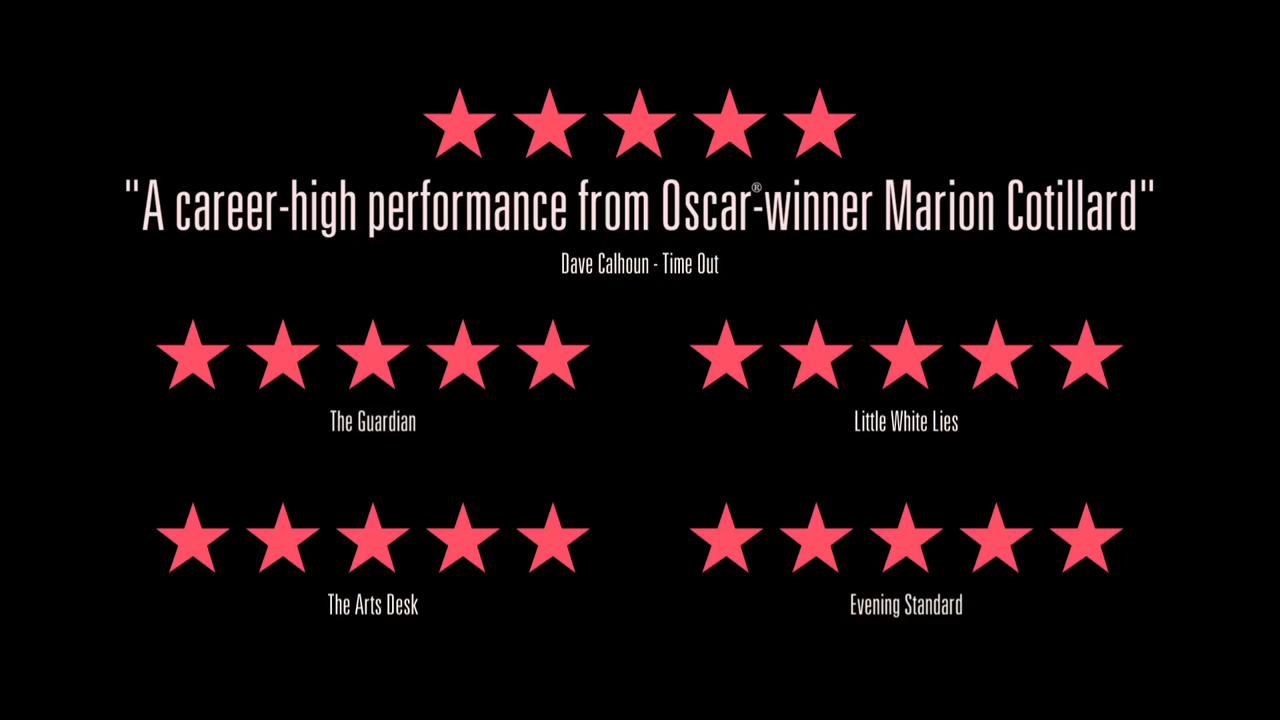 "A career-high performance from Oscar®-winner Marion Cotillard"
Dave Calhoun - Time Out
The Guardian
Little White Lies
The Arts Desk
Evening Standard